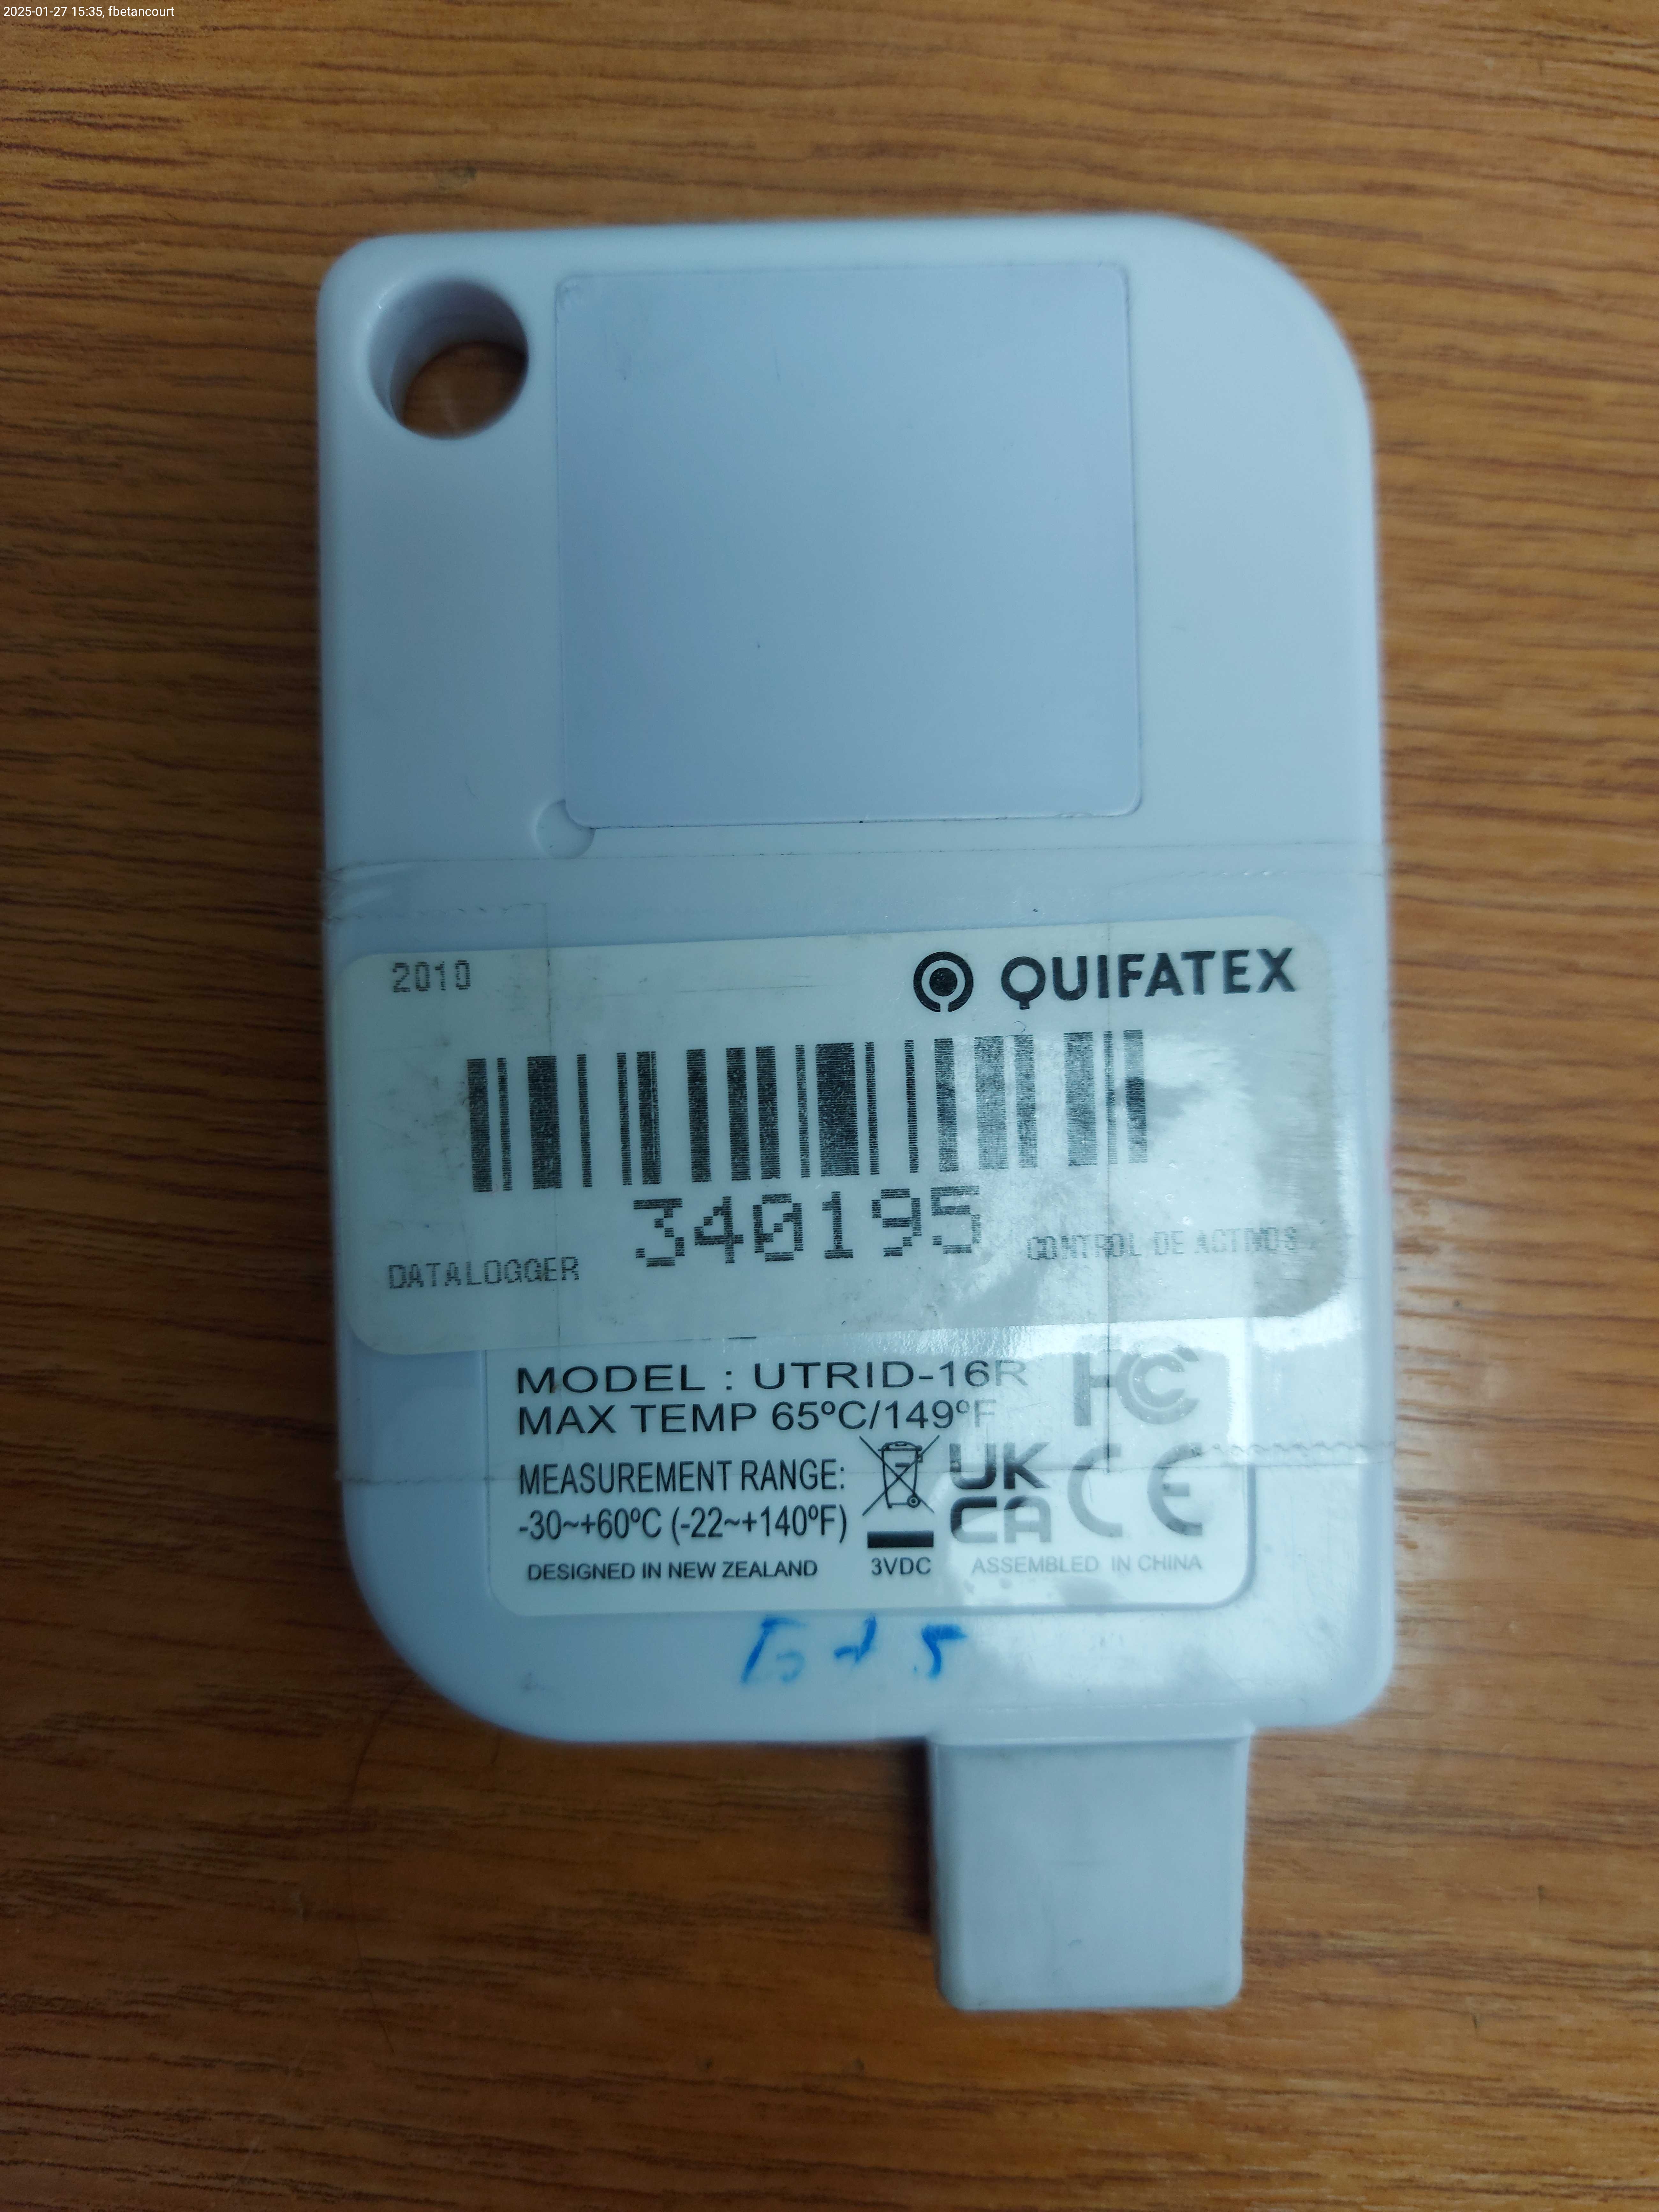 2025-01-27 15:35, fbetancourt
2010
QUIFATEX
340195
DATALOGGER
CONTROL DE ACTIVOS
MODEL : UTRID-16R
MAX TEMP 65ºC/149ºF
FC
MEASUREMENT RANGE:
-30~+60ºC (-22~+140ºF)
UK
CA
CE
DESIGNED IN NEW ZEALAND
3VDC
ASSEMBLED IN CHINA